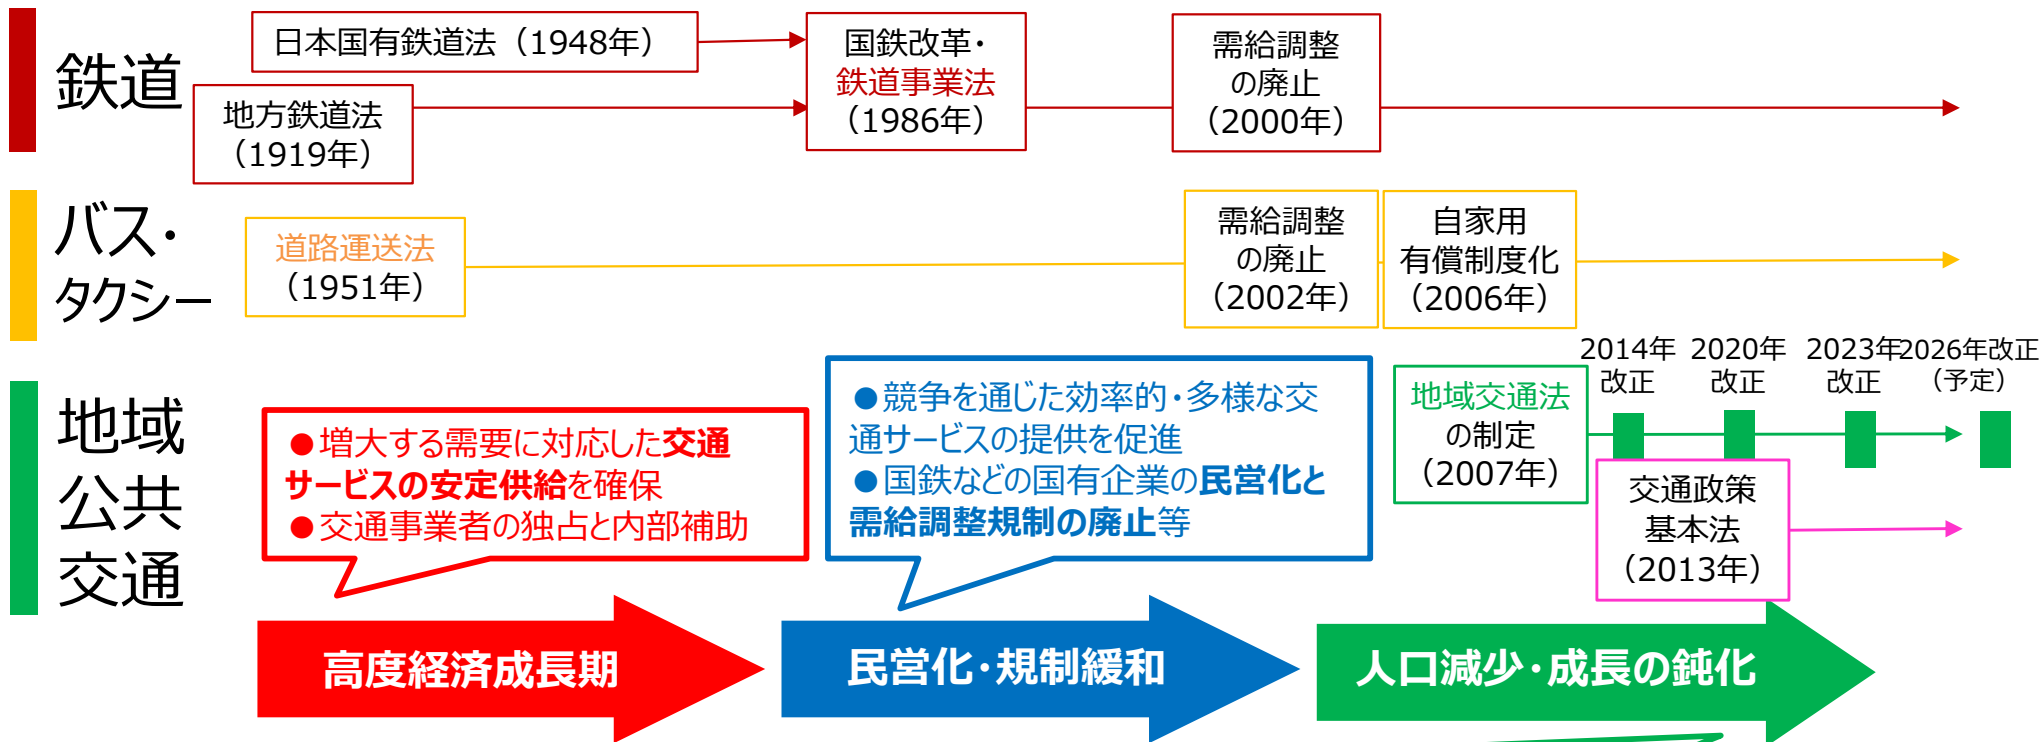 鉄道
日本国有鉄道法（1948年）
地方鉄道法
（1919年）
国鉄改革・
鉄道事業法
（1986年）
需給調整
の廃止
（2000年）
バス・
タクシー
道路運送法
（1951年）
需給調整
の廃止
（2002年）
自家用
有償制度化
（2006年）
地域
公共
交通
●増大する需要に対応した交通
サービスの安定供給を確保
●交通事業者の独占と内部補助
●競争を通じた効率的・多様な交
通サービスの提供を促進
●国鉄などの国有企業の民営化と
需給調整規制の廃止等
地域交通法
の制定
（2007年）
2014年
改正
2020年
改正
2023年
改正
2026年改正
（予定）
交通政策
基本法
（2013年）
高度経済成長期
民営化・規制緩和
人口減少・成長の鈍化